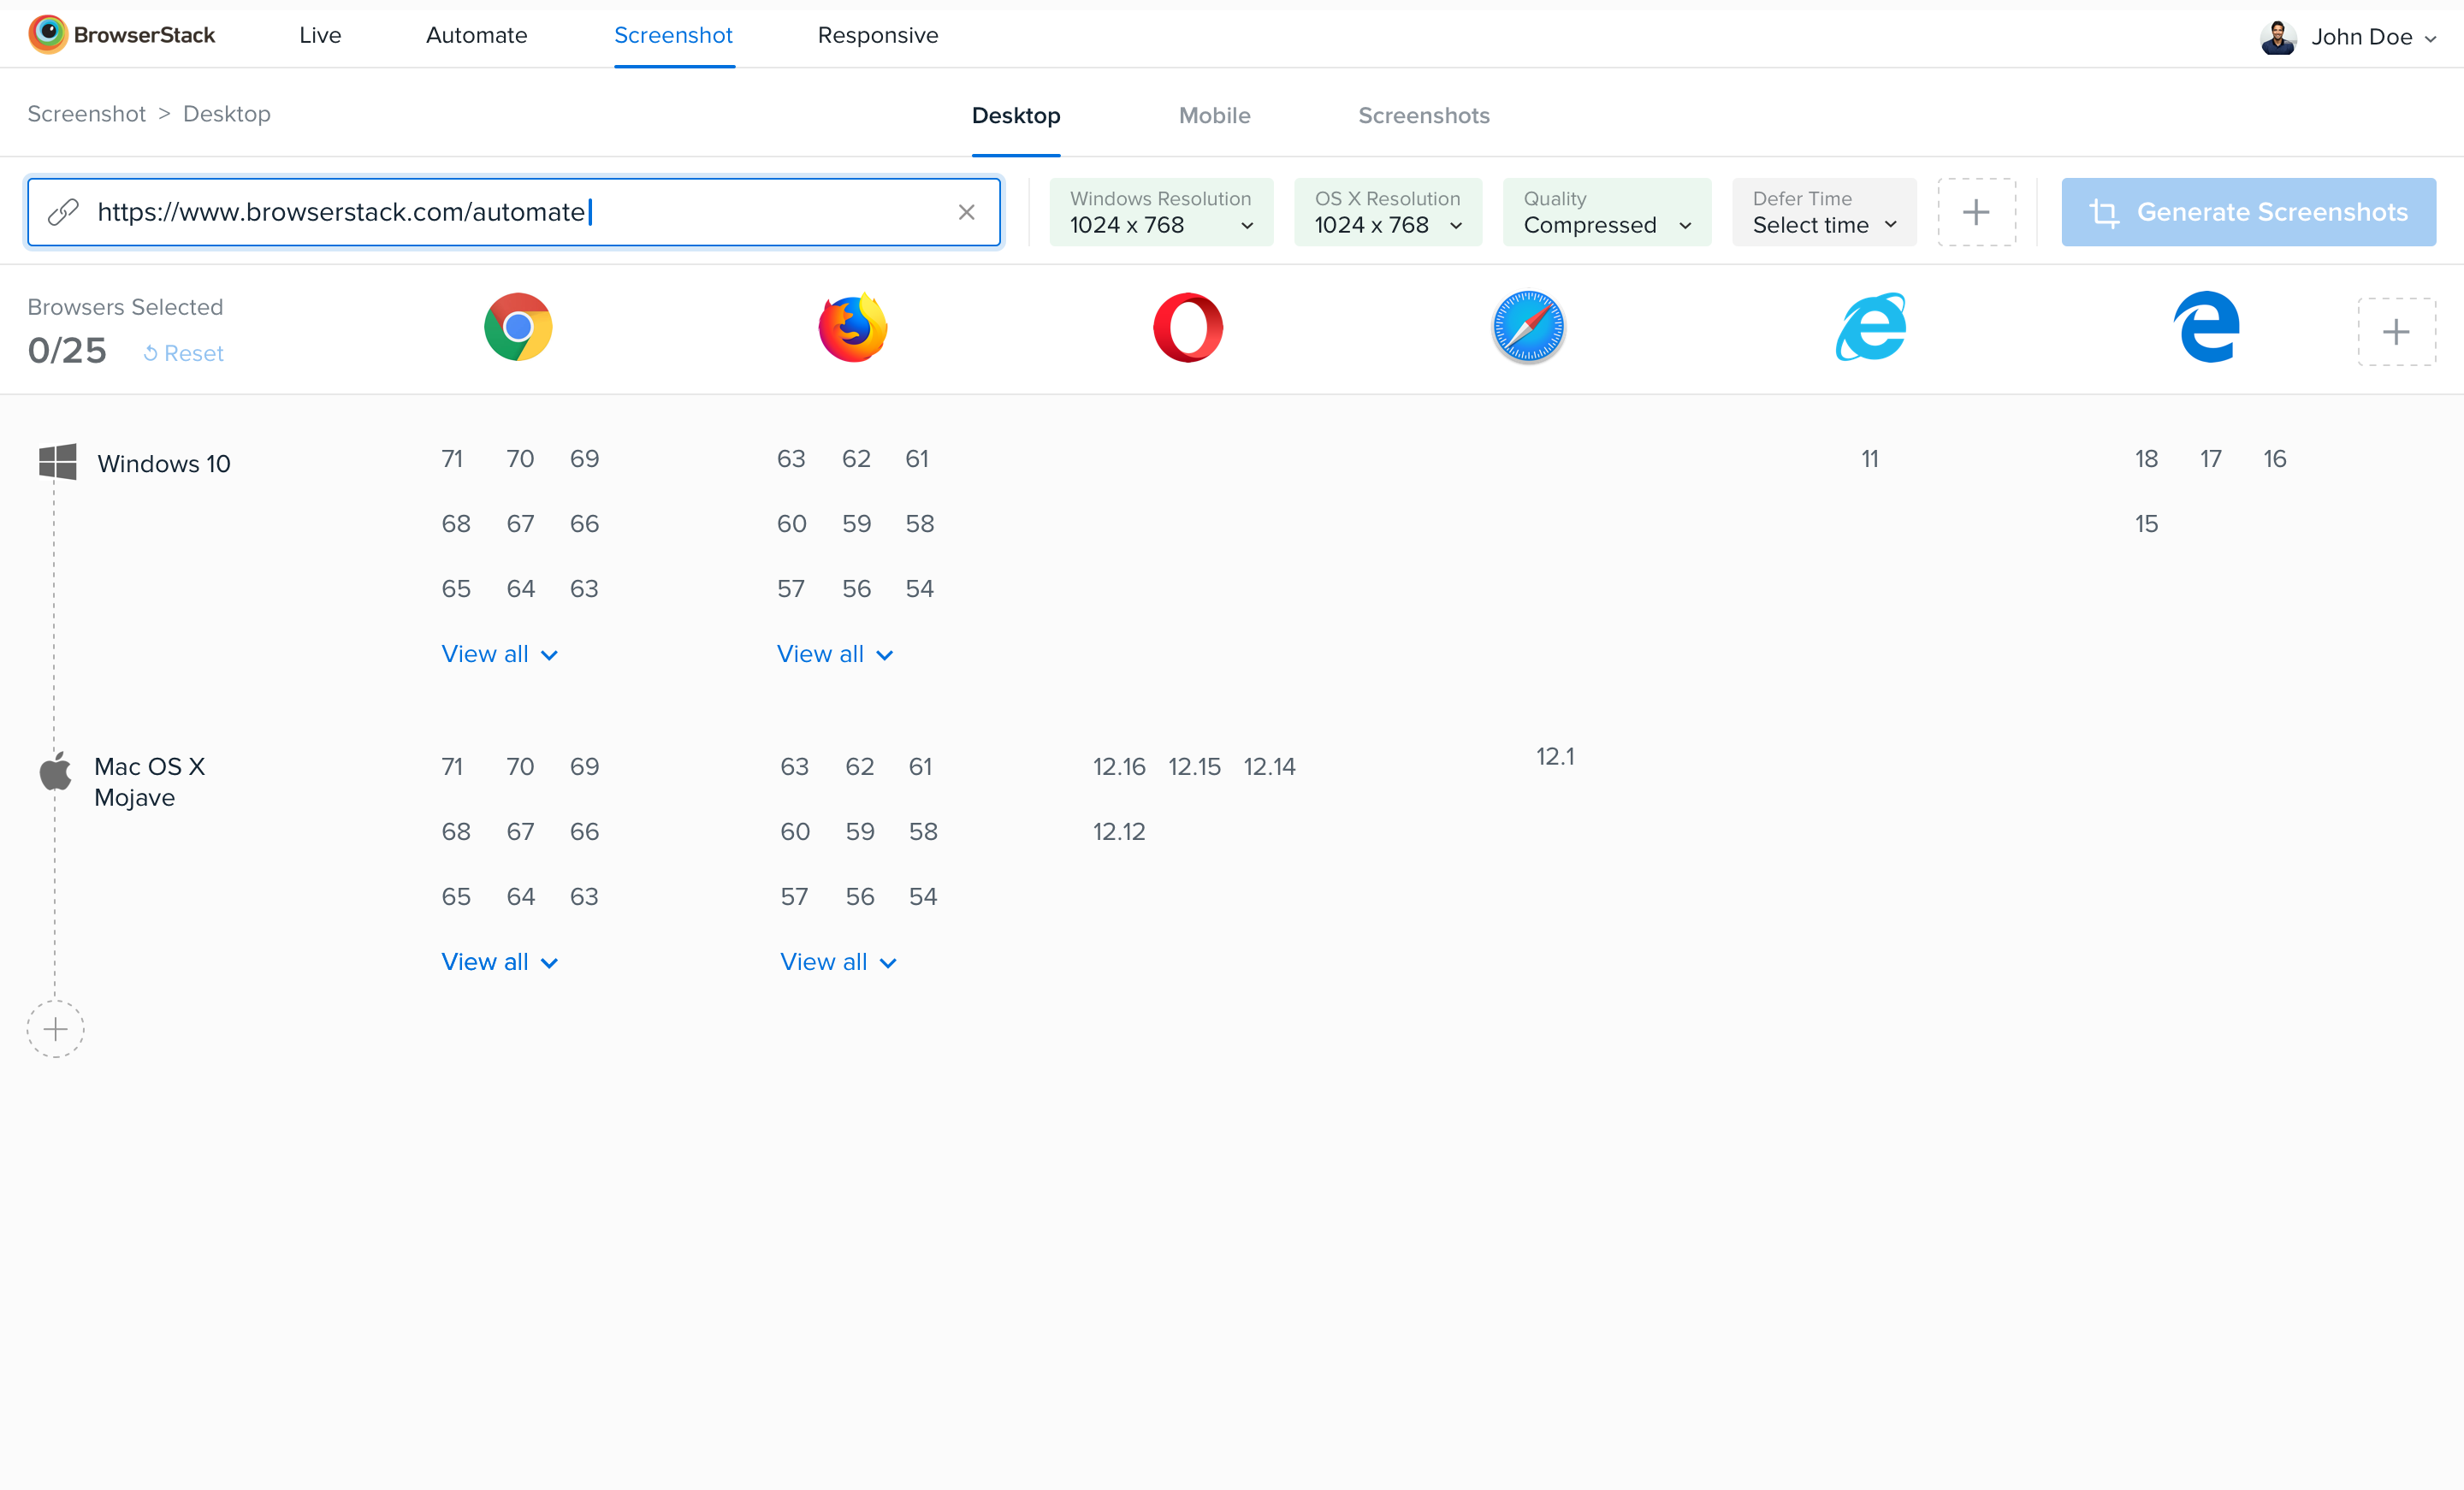 BrowserStack Live Automate Screenshot Responsive John Doe
Screenshot > Desktop Desktop Mobile Screenshots
https://www.browserstack.com/automate
Windows Resolution
1024 x 768
OS X Resolution
1024 x 768
Quality
Compressed
Defer Time
Select time
Generate Screenshots
Browsers Selected
0/25 Reset
Windows 10 71 70 69 63 62 61 11 18 17 16
68 67 66 60 59 58 15
65 64 63 57 56 54
View all View all
Mac OS X
Mojave
71 70 69 63 62 61 12.16 12.15 12.14 12.1
68 67 66 60 59 58 12.12
65 64 63 57 56 54
View all View all